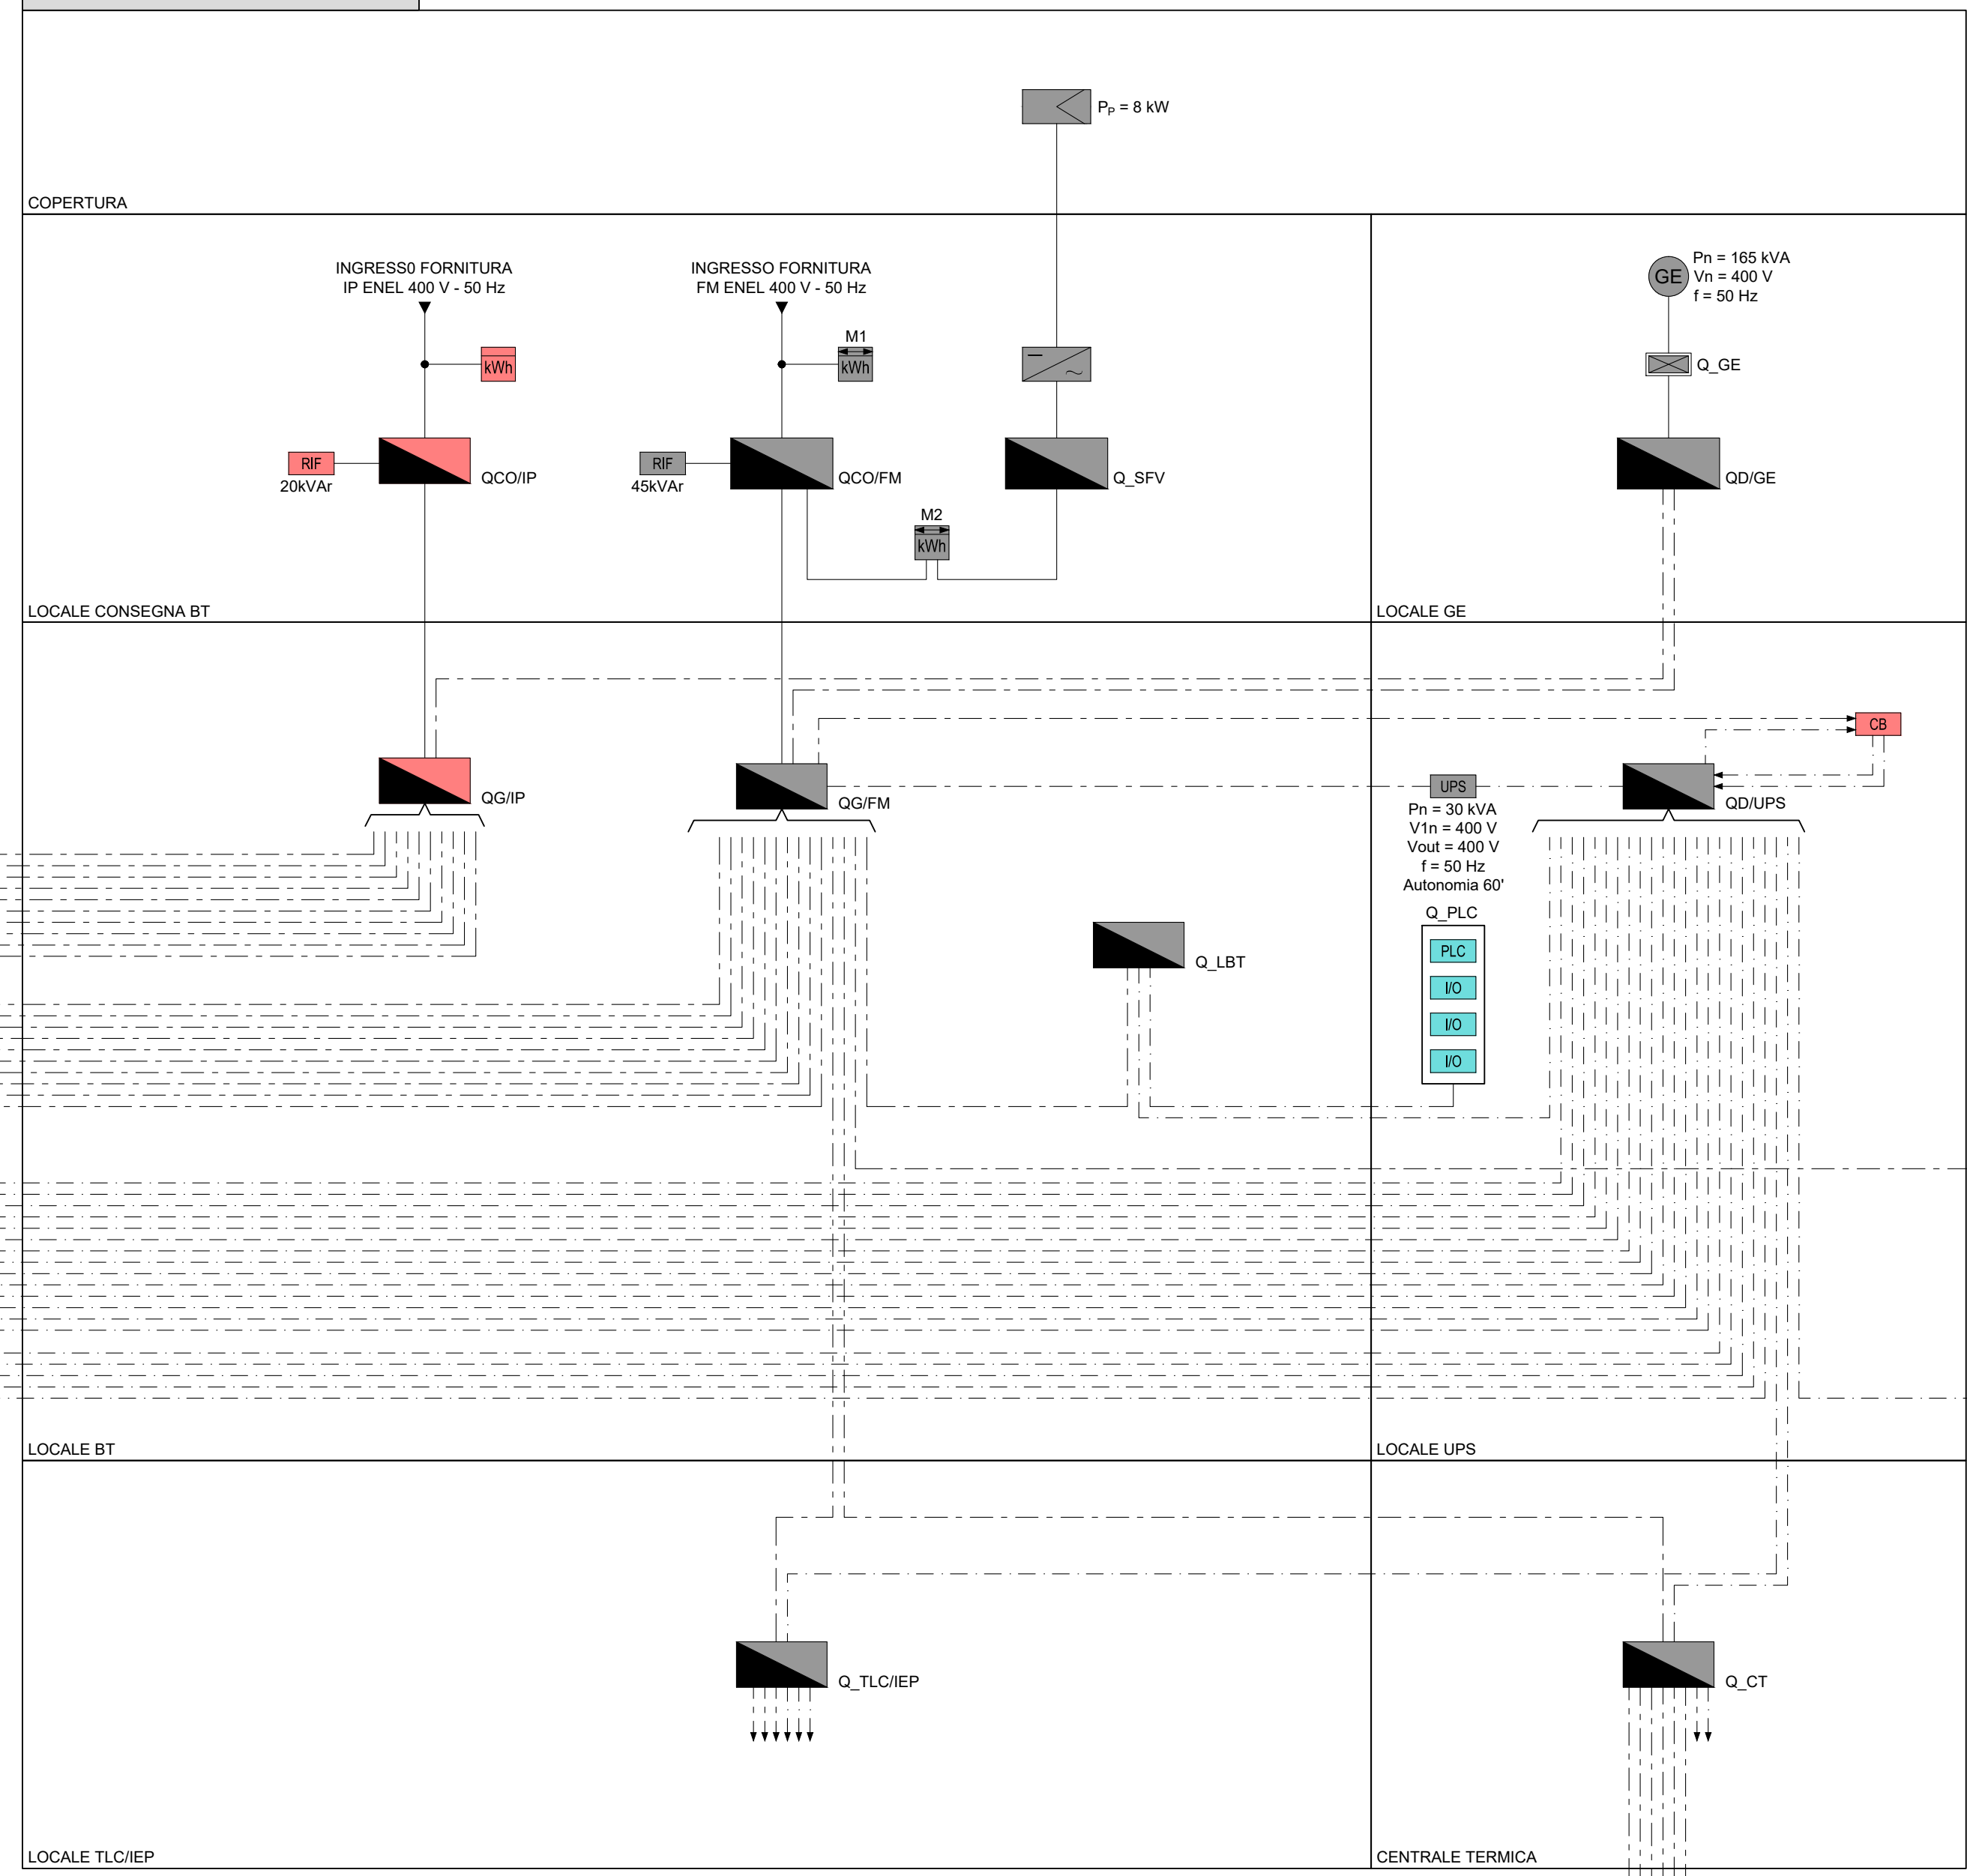 P_P = 8 kW
COPERTURA
INGRESS0 FORNITURA
IP ENEL 400 V - 50 Hz
INGRESSO FORNITURA
FM ENEL 400 V - 50 Hz
Pn = 165 kVA
GE
Vn = 400 V
f = 50 Hz
M1
kWh
kWh
Q_GE
RIF
20kVAr
QCO/IP
RIF
45kVAr
QCO/FM
Q_SFV
QD/GE
M2
kWh
LOCALE CONSEGNA BT
LOCALE GE
CB
QG/IP
QG/FM
UPS
QD/UPS
Pn = 30 kVA
V1n = 400 V
Vout = 400 V
f = 50 Hz
Autonomia 60'
Q_PLC
PLC
I/O
I/O
I/O
Q_LBT
LOCALE BT
LOCALE UPS
Q_TLC/IEP
Q_CT
LOCALE TLC/IEP
CENTRALE TERMICA